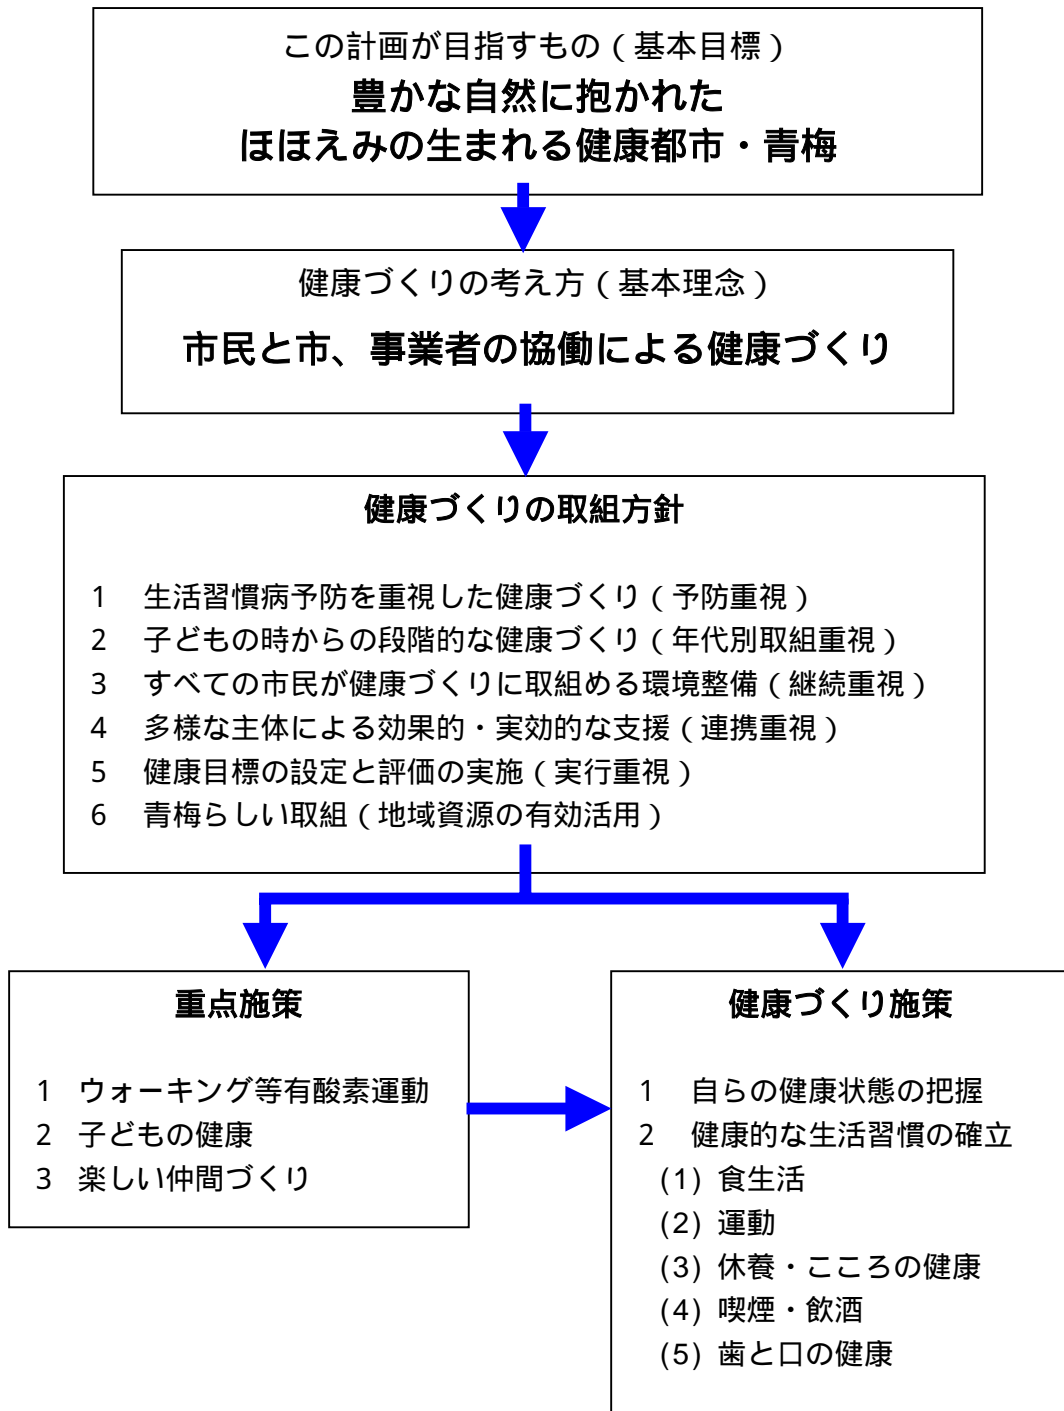 この計画が目指すもの（基本目標）
豊かな自然に抱かれた
ほほえみの生まれる健康都市・青梅
健康づくりの考え方（基本理念）
市民と市、事業者の協働による健康づくり
健康づくりの取組方針
1 生活習慣病予防を重視した健康づくり（予防重視）
2 子どもの時からの段階的な健康づくり（年代別取組重視）
3 すべての市民が健康づくりに取組める環境整備（継続重視）
4 多様な主体による効果的・実効的な支援（連携重視）
5 健康目標の設定と評価の実施（実行重視）
6 青梅らしい取組（地域資源の有効活用）
重点施策
1 ウォーキング等有酸素運動
2 子どもの健康
3 楽しい仲間づくり
健康づくり施策
1 自らの健康状態の把握
2 健康的な生活習慣の確立
(1) 食生活
(2) 運動
(3) 休養・こころの健康
(4) 喫煙・飲酒
(5) 歯と口の健康